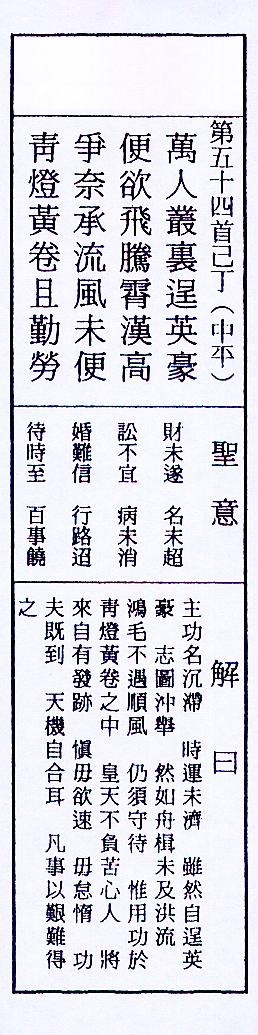 第五十四首己丁（中平）
萬人叢裏逞英豪
便欲飛騰霄漢高
爭奈承流風未便
靑燈黃卷且勤勞
聖意
財未遂　名未超
訟不宜　病未消
婚難信　行路迢
待時至　百事饒
解曰
主功名沉滯　時運未濟　雖然自逞英
豪　志圖沖舉　然如舟楫未及洪流
鴻毛不遇順風　仍須守待　惟用功於
靑燈黃卷之中　皇天不負苦心人　將
來自有發跡　愼毋欲速　毋怠惰　功
夫既到　天機自合耳　凡事以艱難得
之